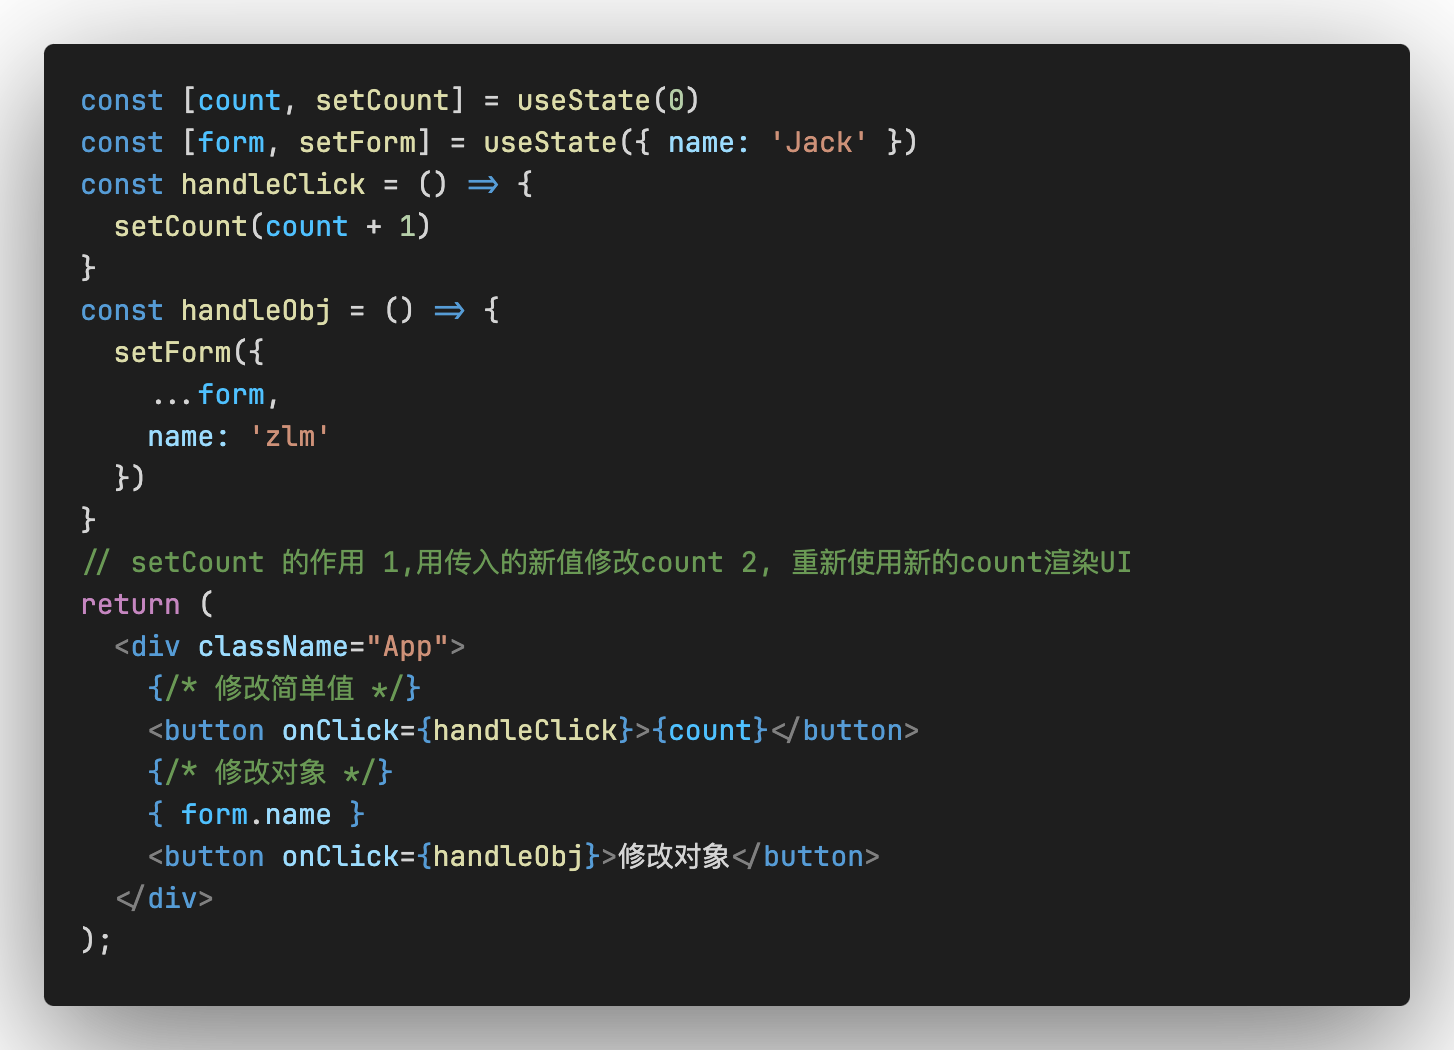 const [count, setCount] = useState(0)
const [form, setForm] = useState({ name: 'Jack' })
const handleClick = () => {
  setCount(count + 1)
}
const handleObj = () => {
  setForm({
    ...form,
    name: 'zlm'
  })
}
// setCount 的作用 1,用传入的新值修改count 2, 重新使用新的count渲染UI
return (
  <div className="App">
    {/* 修改简单值 */}
    <button onClick={handleClick}>{count}</button>
    {/* 修改对象 */}
    { form.name }
    <button onClick={handleObj}>修改对象</button>
  </div>
);